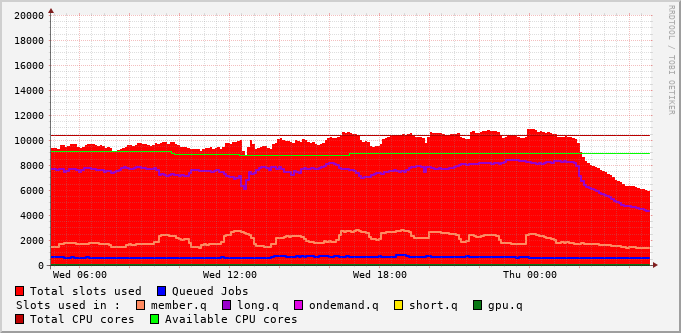 RRDTOOL / TOBI OETIKER
20000
18000
16000
14000
12000
10000
8000
6000
4000
2000
0
Wed 06:00 Wed 12:00 Wed 18:00 Thu 00:00
Total slots used Queued Jobs
Slots used in : member.q long.q ondemand.q short.q gpu.q
Total CPU cores Available CPU cores